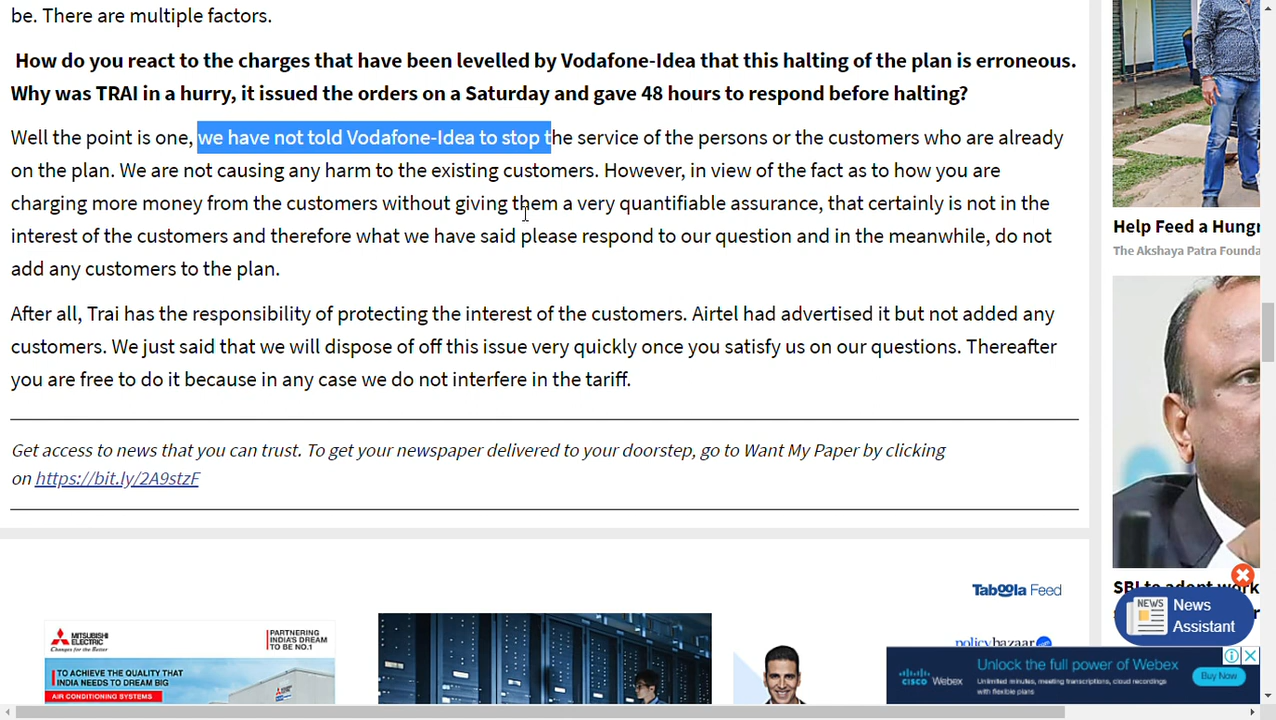 be. There are multiple factors.
How do you react to the charges that have been levelled by Vodafone-Idea that this halting of the plan is erroneous.
Why was TRAI in a hurry, it issued the orders on a Saturday and gave 48 hours to respond before halting?
Well the point is one, we have not told Vodafone-Idea to stop the service of the persons or the customers who are already
on the plan. We are not causing any harm to the existing customers. However, in view of the fact as to how you are
charging more money from the customers without giving them a very quantifiable assurance, that certainly is not in the
interest of the customers and therefore what we have said please respond to our question and in the meanwhile, do not
add any customers to the plan.
After all, Trai has the responsibility of protecting the interest of the customers. Airtel had advertised it but not added any
customers. We just said that we will dispose of off this issue very quickly once you satisfy us on our questions. Thereafter
you are free to do it because in any case we do not interfere in the tariff.
Get access to news that you can trust. To get your newspaper delivered to your doorstep, go to Want My Paper by clicking
on https://bit.ly/2A9stzF
Help Feed a Hungr
The Akshaya Patra Founda
SBI to adopt work
News
Assistant
NEWS
Taboola Feed
policybazaar
MITSUBISHI
ELECTRIC
Changes for the Better
PARTNERING
INDIA'S DREAM
TO BE NO.1
TO ACHIEVE THE QUALITY THAT
INDIA NEEDS TO DREAM BIG
AIR CONDITIONING SYSTEMS
CISCO Webex
Unlock the full power of Webex
Unlimited minutes, meeting transcriptions, cloud recordings
with flexible plans
Buy Now